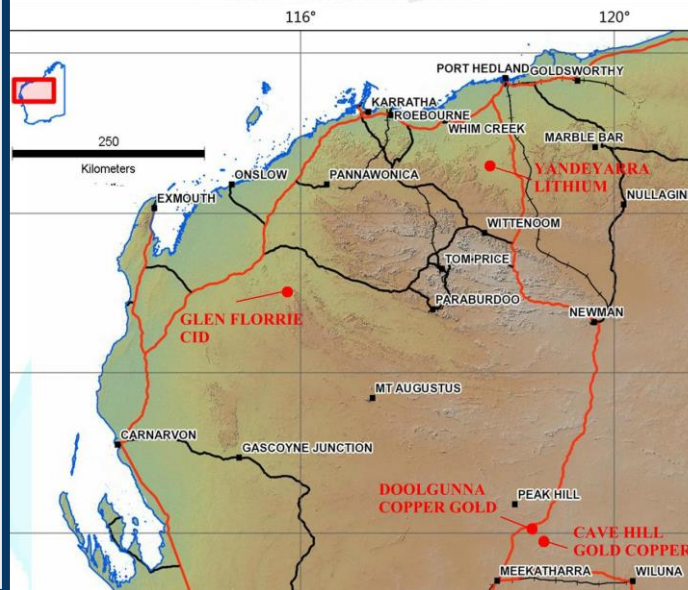 116°
120°
250
Kilometers
PORT HEDLAND
GOLDSWORTHY
KARRATHA
ROEBOURNE
WHIM CREEK
MARBLE BAR
YANDEYARRA
LITHIUM
ONSLOW
PANNAWONICA
EXMOUTH
NULLAGIN
WITTENOOM
TOM PRICE
GLEN FLORRIE
CID
PARABURDOO
NEWMAN
MT AUGUSTUS
CARNARVON
GASCOYNE JUNCTION
DOOLGUNNA
COPPER GOLD
PEAK HILL
CAVE HILL
GOLD COPPER
MEEKATHARRA
WILUNA